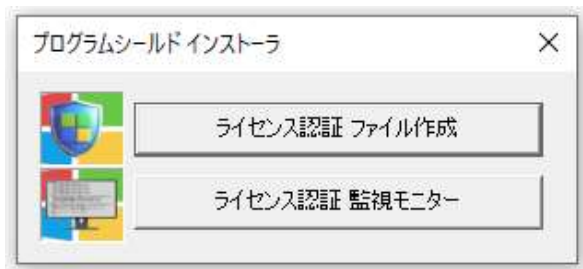 プログラムシールド インストーラ
ライセンス認証 ファイル作成
ライセンス認証 監視モニター